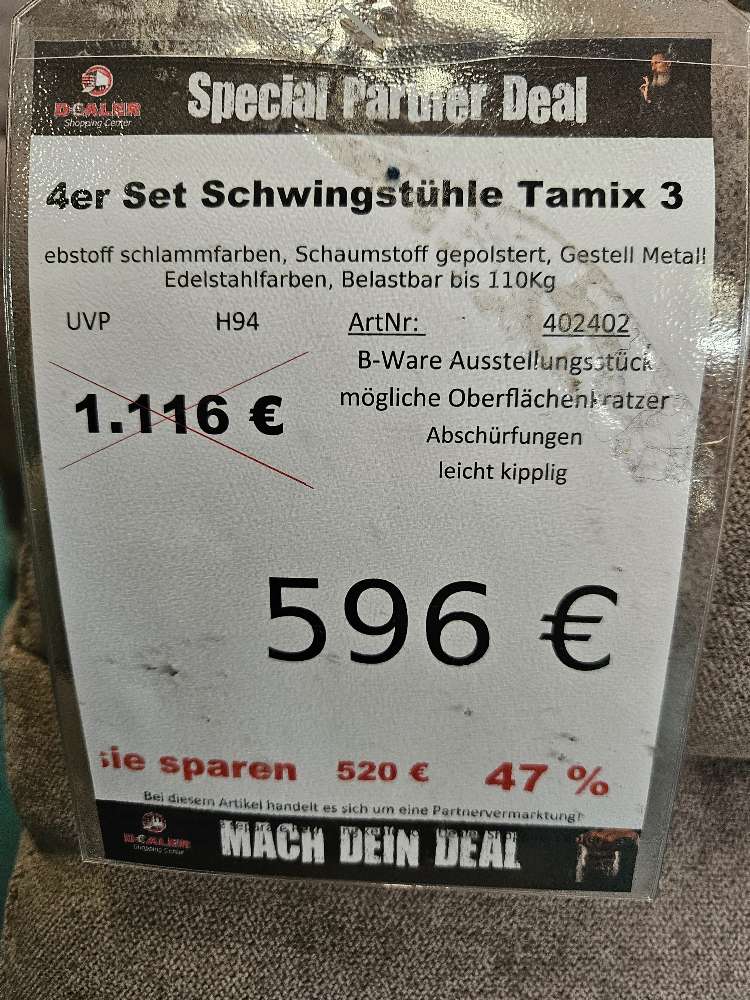 DEALER
Shopping Center
Special Partner Deal
4er Set Schwingstühle Tamix 3
ebstoff schlammfarben, Schaumstoff gepolstert, Gestell Metall
Edelstahlfarben, Belastbar bis 110Kg
UVP H94 ArtNr: 402402
B-Ware Ausstellungsstück
1.116 €
mögliche Oberflächenkratzer
Abschürfungen
leicht kipplig
596 €
sie sparen 520 € 47 %
Bei diesem Artikel handelt es sich um eine Partnervermarktung!
DEALER
Shopping Center
MACH DEIN DEAL